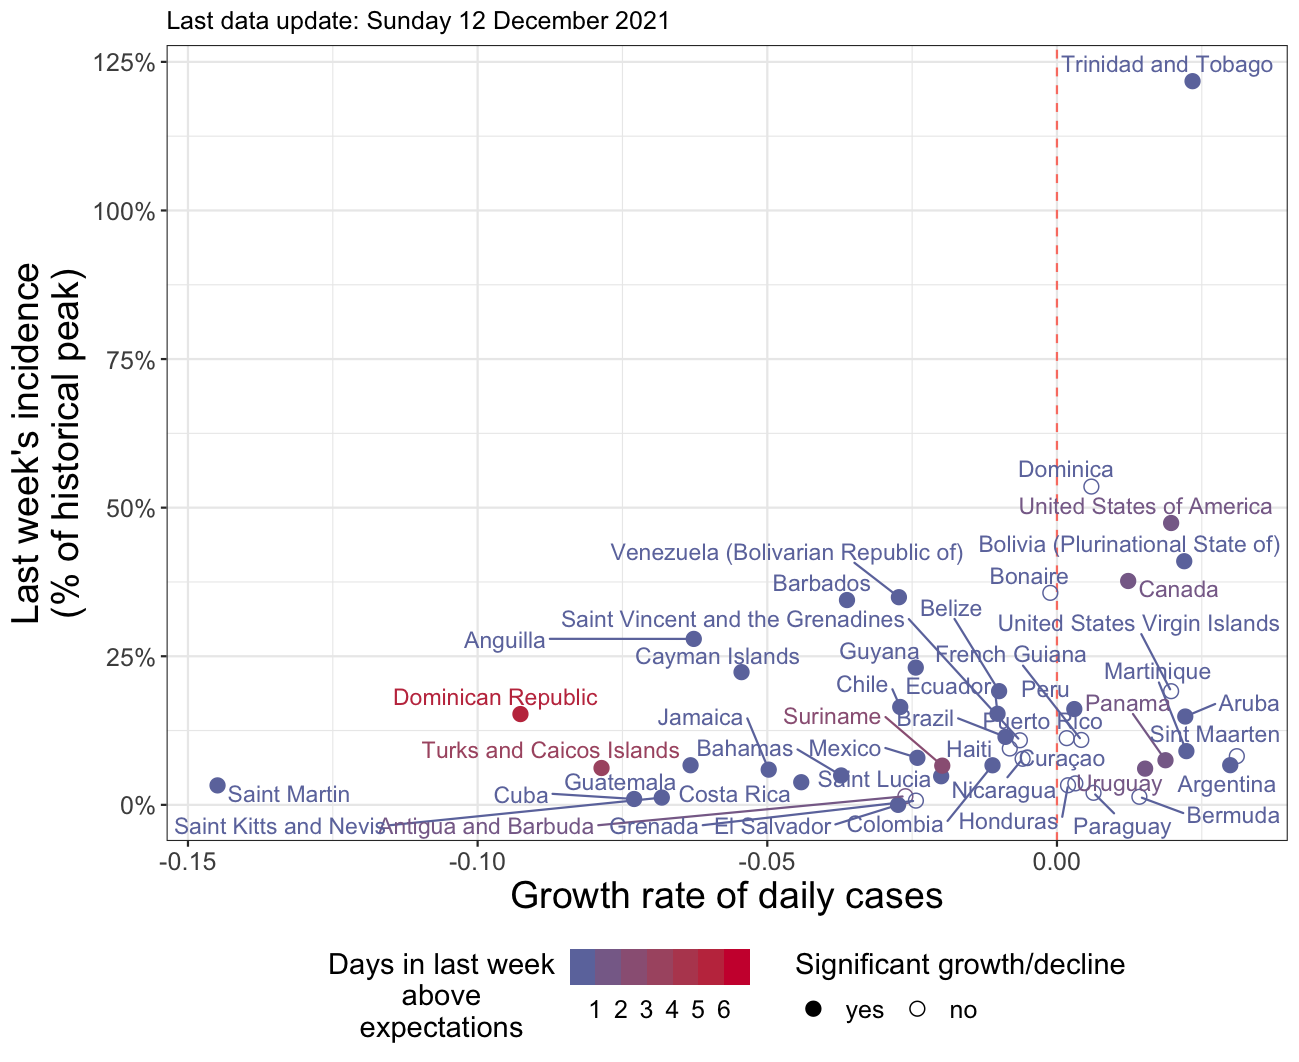 Last data update: Sunday 12 December 2021
125%
100%
75%
50%
25%
0%
Last week's incidence
(% of historical peak)
Trinidad and Tobago
Dominica
United States of America
Venezuela (Bolivarian Republic of)
Bolivia (Plurinational State of)
Barbados
Bonaire
Canada
Belize
Saint Vincent and the Grenadines
United States Virgin Islands
Anguilla
Cayman Islands
Guyana
French Guiana
Martinique
Chile
Ecuador
Peru
Dominican Republic
Panama
Aruba
Jamaica
Suriname
Brazil
Puerto Rico
Sint Maarten
Turks and Caicos Islands
Bahamas
Mexico
Haiti
Curaçao
Guatemala
Saint Lucia
Uruguay
Argentina
Saint Martin
Cuba
Costa Rica
Nicaragua
Bermuda
Saint Kitts and Nevis
Antigua and Barbuda
Grenada
El Salvador
Colombia
Honduras
Paraguay
-0.15
-0.10
-0.05
0.00
Growth rate of daily cases
Days in last week
above
expectations
1 2 3 4 5 6
Significant growth/decline
yes
no